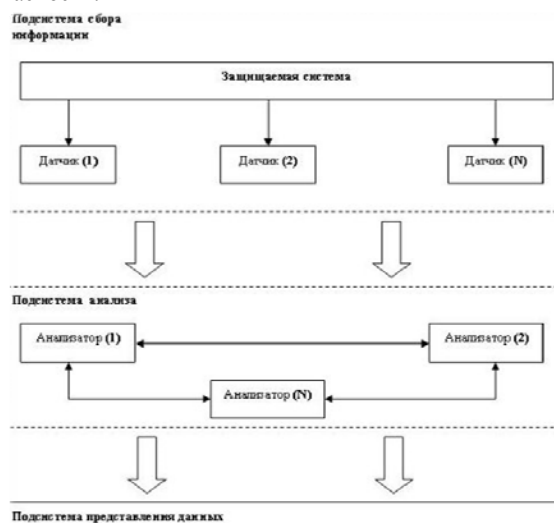 Подсистема сбора
информации
Защищаемая система
Датчик (1)
Датчик (2)
Датчик (N)
Подсистема анализа
Анализатор (1)
Анализатор (2)
Анализатор (N)
Подсистема представления данных